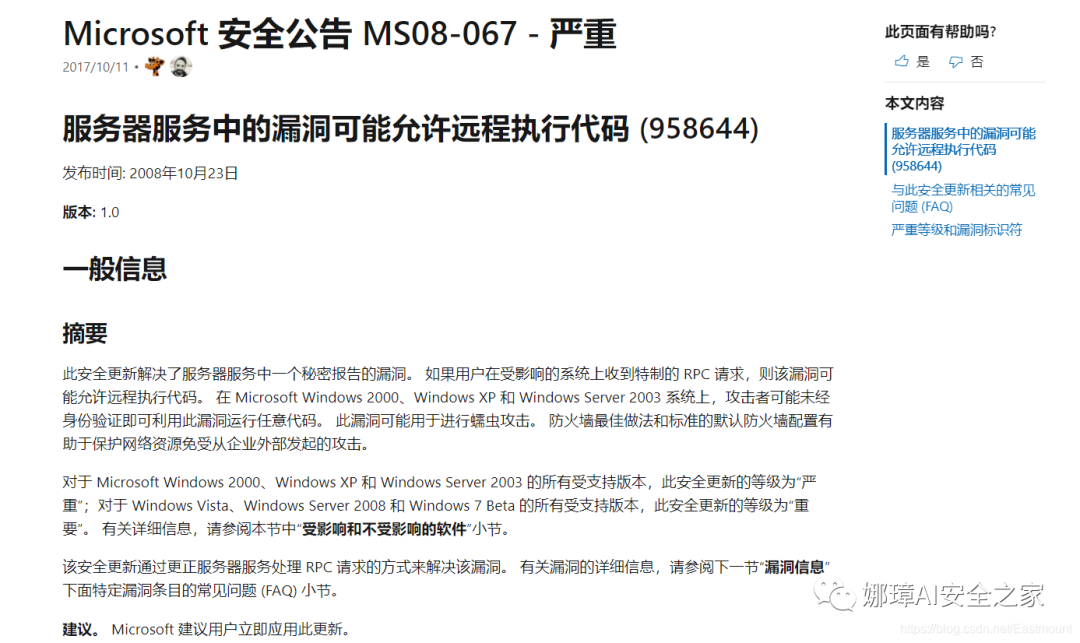 Microsoft 安全公告 MS08-067 - 严重
2017/10/11 •
服务器服务中的漏洞可能允许远程执行代码 (958644)
发布时间: 2008年10月23日
版本: 1.0
一般信息
摘要
此安全更新解决了服务器服务中一个秘密报告的漏洞。 如果用户在受影响的系统上收到特制的 RPC 请求，则该漏洞可
能允许远程执行代码。 在 Microsoft Windows 2000、Windows XP 和 Windows Server 2003 系统上，攻击者可能未经
身份验证即可利用此漏洞运行任意代码。 此漏洞可能用于进行蠕虫攻击。 防火墙最佳做法和标准的默认防火墙配置有
助于保护网络资源免受从企业外部发起的攻击。
对于 Microsoft Windows 2000、Windows XP 和 Windows Server 2003 的所有受支持版本，此安全更新的等级为“严
重”；对于 Windows Vista、Windows Server 2008 和 Windows 7 Beta 的所有受支持版本，此安全更新的等级为“重
要”。 有关详细信息，请参阅本节中“受影响和不受影响的软件”小节。
该安全更新通过更正服务器服务处理 RPC 请求的方式来解决该漏洞。 有关漏洞的详细信息，请参阅下一节“漏洞信息”
下面特定漏洞条目的常见问题 (FAQ) 小节。
建议。 Microsoft 建议用户立即应用此更新。
此页面有帮助吗?
是 否
本文内容
服务器服务中的漏洞可能
允许远程执行代码
(958644)
与此安全更新相关的常见
问题 (FAQ)
严重等级和漏洞标识符
娜璋AI安全之家
https://blog.csdn.net/Eastmount